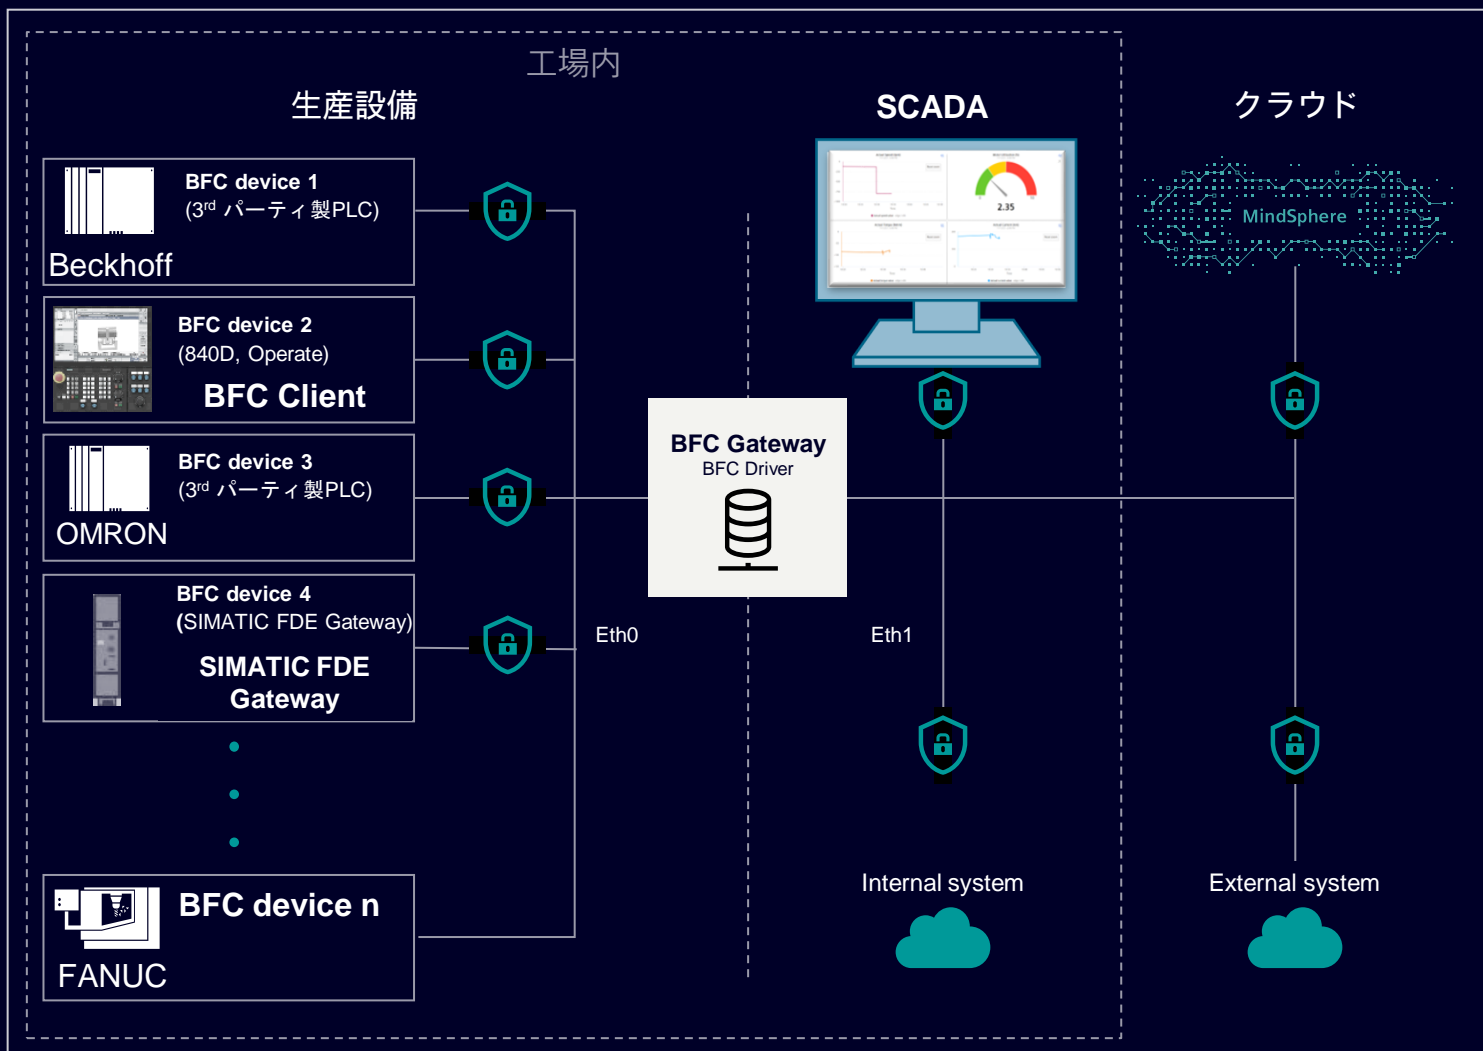 工場内
生産設備
SCADA
クラウド
BFC device 1
(3rd パーティ製PLC)
Beckhoff
BFC device 2
(840D, Operate)
BFC Client
BFC device 3
(3rd パーティ製PLC)
OMRON
BFC device 4
(SIMATIC FDE Gateway)
SIMATIC FDE
Gateway
BFC device n
FANUC
Eth0
BFC Gateway
BFC Driver
Eth1
2.35
MindSphere
Internal system
External system